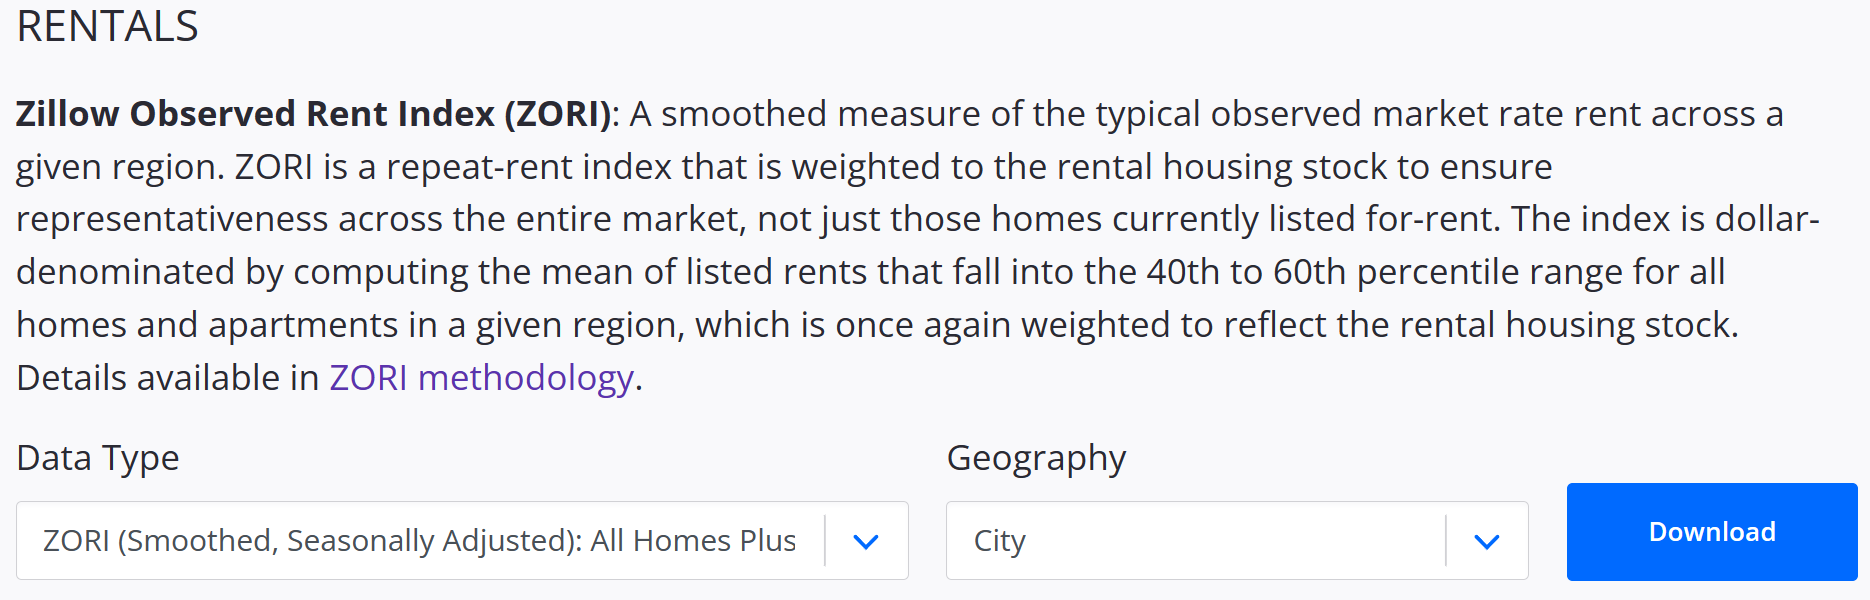 RENTALS
Zillow Observed Rent Index (ZORI): A smoothed measure of the typical observed market rate rent across a
given region. ZORI is a repeat-rent index that is weighted to the rental housing stock to ensure
representativeness across the entire market, not just those homes currently listed for-rent. The index is dollar-
denominated by computing the mean of listed rents that fall into the 40th to 60th percentile range for all
homes and apartments in a given region, which is once again weighted to reflect the rental housing stock.
Details available in ZORI methodology.
Data Type
Geography
ZORI (Smoothed, Seasonally Adjusted): All Homes Plus
City
Download